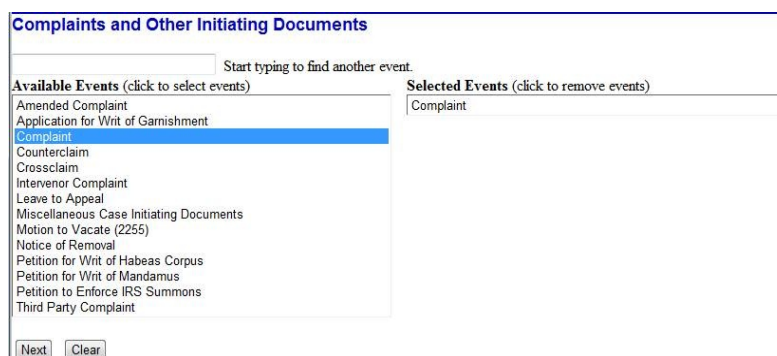 Complaints and Other Initiating Documents
Start typing to find another event.
Available Events (click to select events)
Selected Events (click to remove events)
Amended Complaint
Application for Writ of Garnishment
Complaint
Counterclaim
Crossclaim
Intervenor Complaint
Leave to Appeal
Miscellaneous Case Initiating Documents
Motion to Vacate (2255)
Notice of Removal
Petition for Writ of Habeas Corpus
Petition for Writ of Mandamus
Petition to Enforce IRS Summons
Third Party Complaint
Complaint
Next Clear